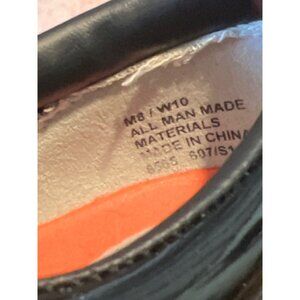 M8 / W10
ALL MAN MADE
MATERIALS
MADE IN CHINA